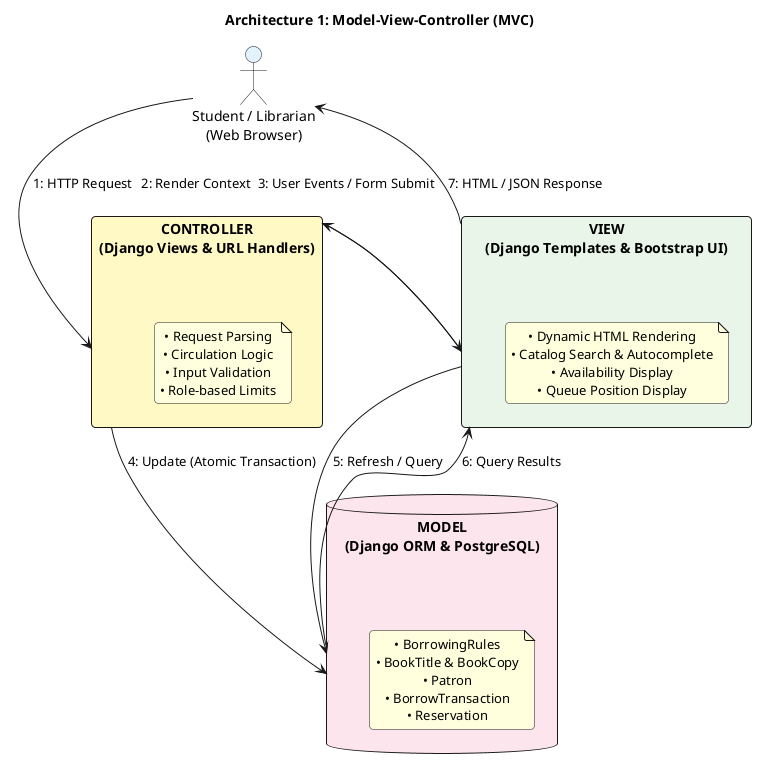 Architecture 1: Model-View-Controller (MVC)
Student / Librarian
(Web Browser)
1: HTTP Request
2: Render Context
3: User Events / Form Submit
7: HTML / JSON Response
CONTROLLER
(Django Views & URL Handlers)
• Request Parsing
• Circulation Logic
• Input Validation
• Role-based Limits
VIEW
(Django Templates & Bootstrap UI)
• Dynamic HTML Rendering
• Catalog Search & Autocomplete
• Availability Display
• Queue Position Display
4: Update (Atomic Transaction)
5: Refresh / Query
6: Query Results
MODEL
(Django ORM & PostgreSQL)
• BorrowingRules
• BookTitle & BookCopy
• Patron
• BorrowTransaction
• Reservation